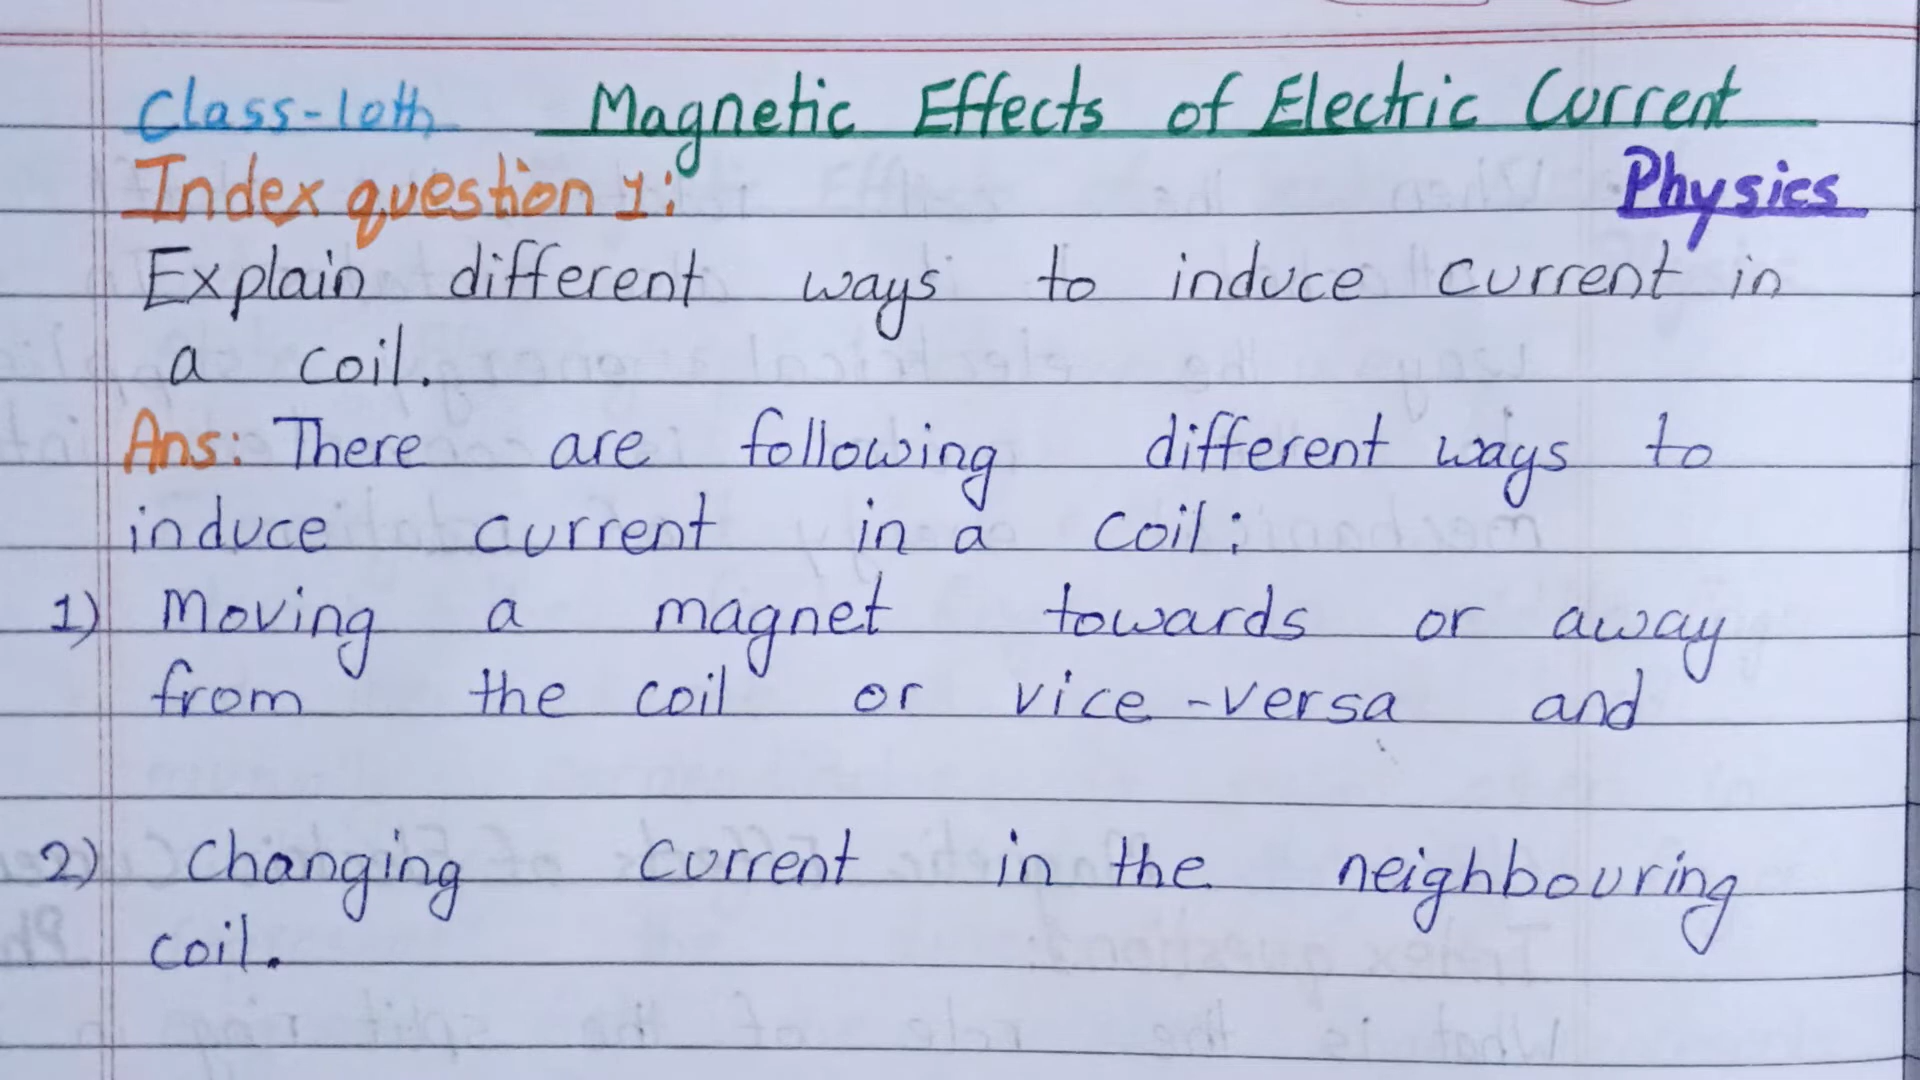 Class-10th Magnetic Effects of Electric Current
Index question 1: Physics
Explain different ways to induce current in
a coil.
Ans: There are following different ways to
induce current in a coil:
1) Moving a magnet towards or away
from the coil or vice-versa and
2) Changing current in the neighbouring
coil.